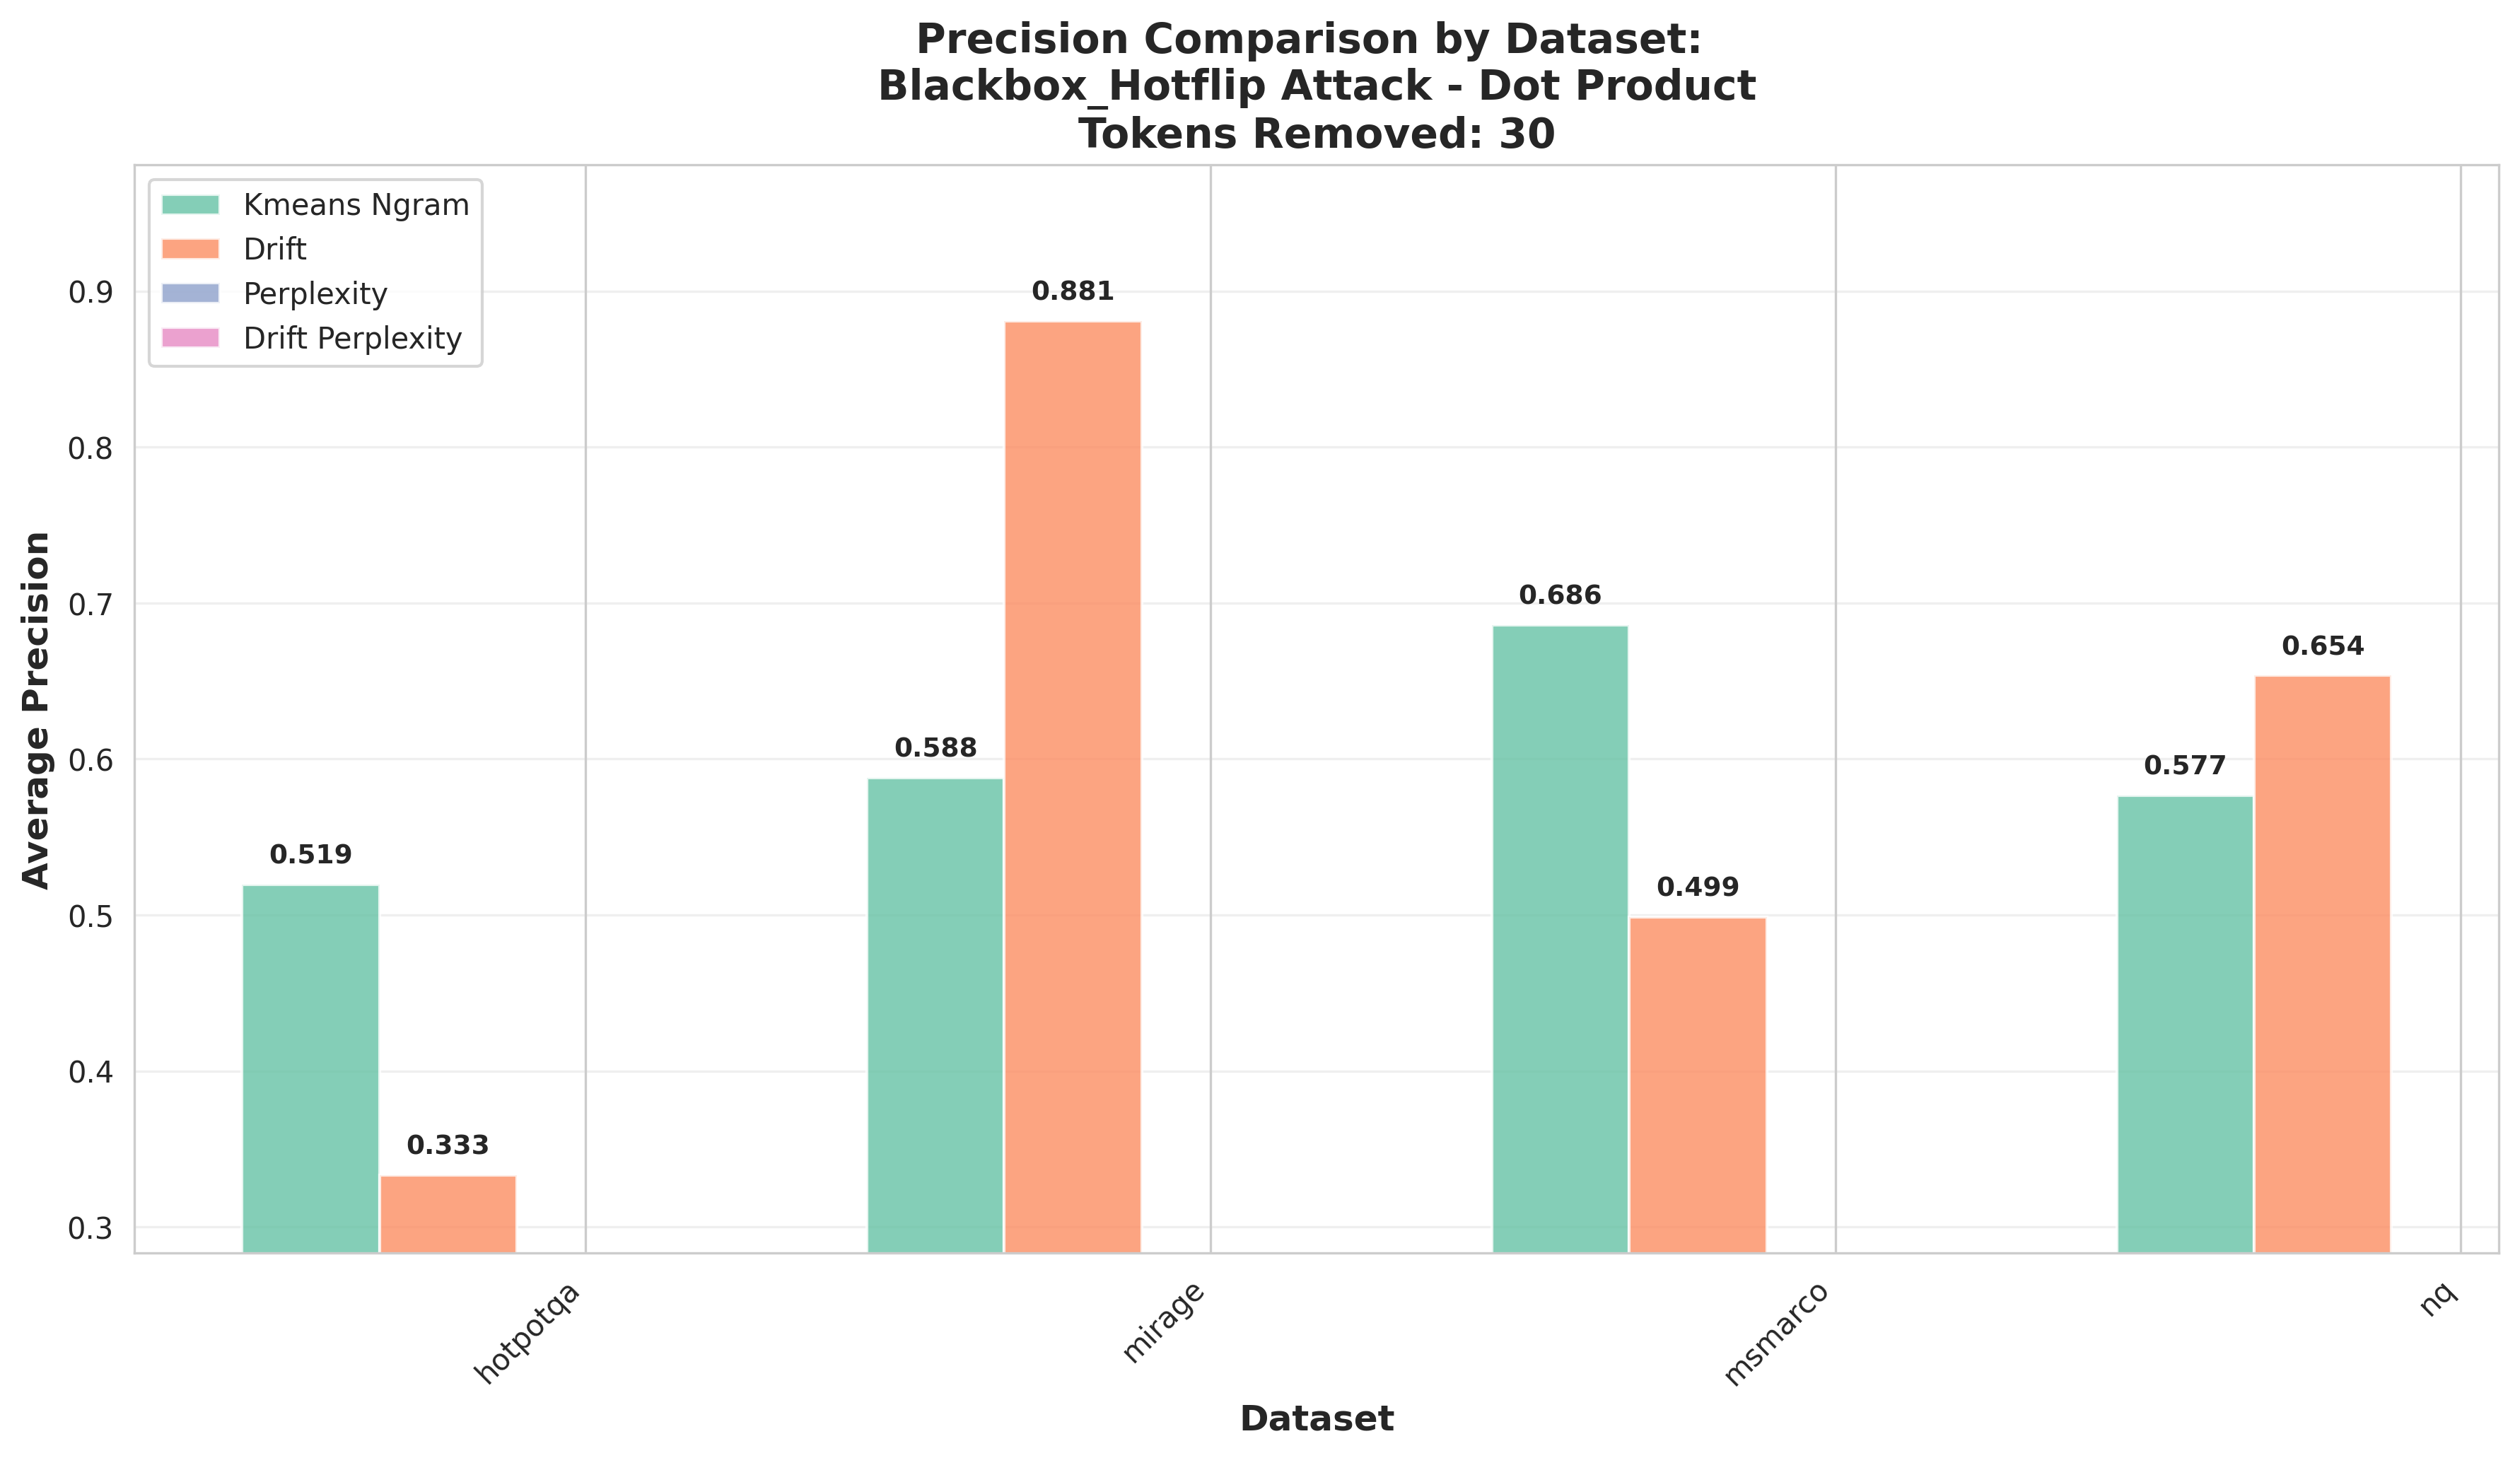 Precision Comparison by Dataset:
Blackbox_Hotflip Attack - Dot Product
Tokens Removed: 30
Kmeans Ngram
Drift
Perplexity
Drift Perplexity
Average Precision
0.9
0.8
0.7
0.6
0.5
0.4
0.3
0.519
0.333
0.588
0.881
0.686
0.499
0.577
0.654
hotpotqa
mirage
msmarco
nq
Dataset